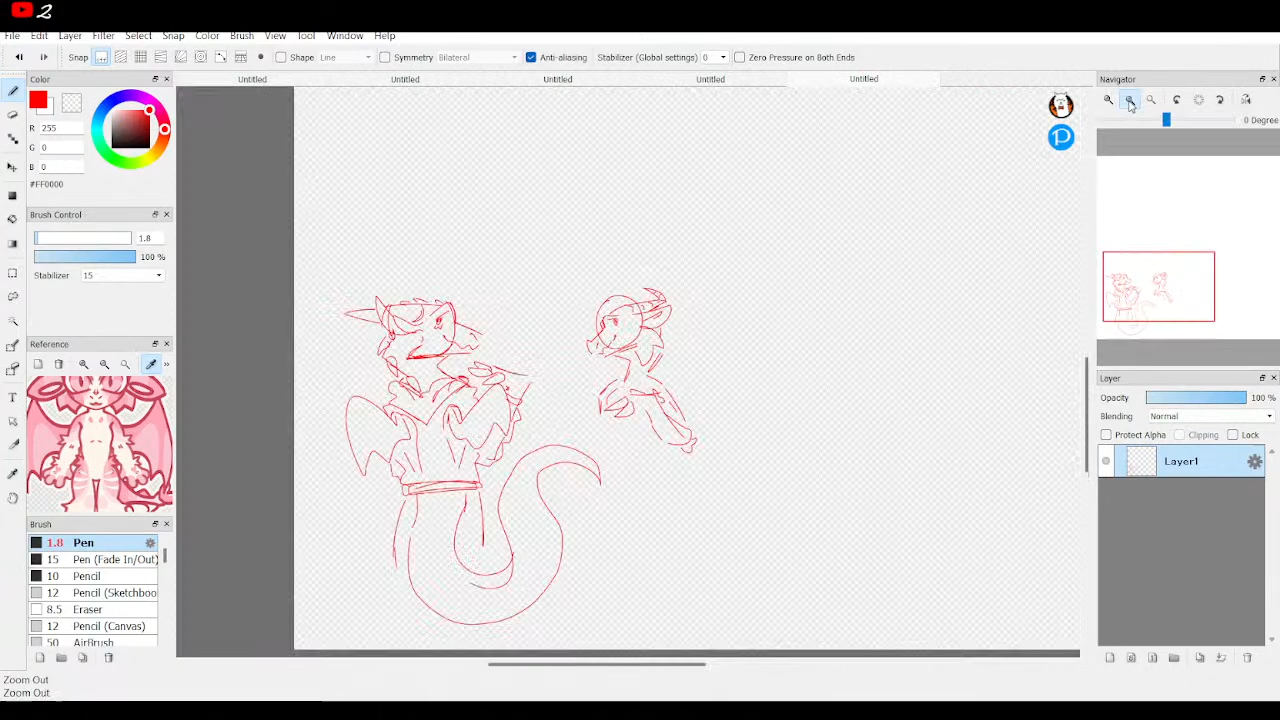 2
File Edit Layer Filter Select Snap Color Brush View Tool Window Help
Snap Shape Line Symmetry Bilateral Anti-aliasing Stabilizer (Global settings) 0 Zero Pressure on Both Ends
Color Untitled Untitled Untitled Untitled Untitled Navigator
R 255
G 0
B 0
#FF0000
0 Degree
Brush Control
1.8
100 %
Stabilizer 15
Reference
Layer
Opacity 100 %
Blending Normal
Protect Alpha Clipping Lock
Layer1
Brush
1.8 Pen
15 Pen (Fade In/Out)
10 Pencil
12 Pencil (Sketchboo
8.5 Eraser
12 Pencil (Canvas)
50 AirBrush
Zoom Out
Zoom Out